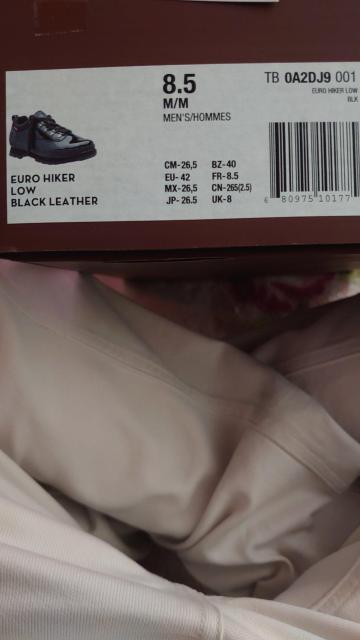 8.5
M/M
MEN'S/HOMMES
TB 0A2DJ9 001
EURO HIKER LOW
BLK
EURO HIKER
LOW
BLACK LEATHER
CM-26,5 BZ-40
EU- 42 FR-8.5
MX-26,5 CN-265(2.5)
JP- 26.5 UK-8
6 80975 10177